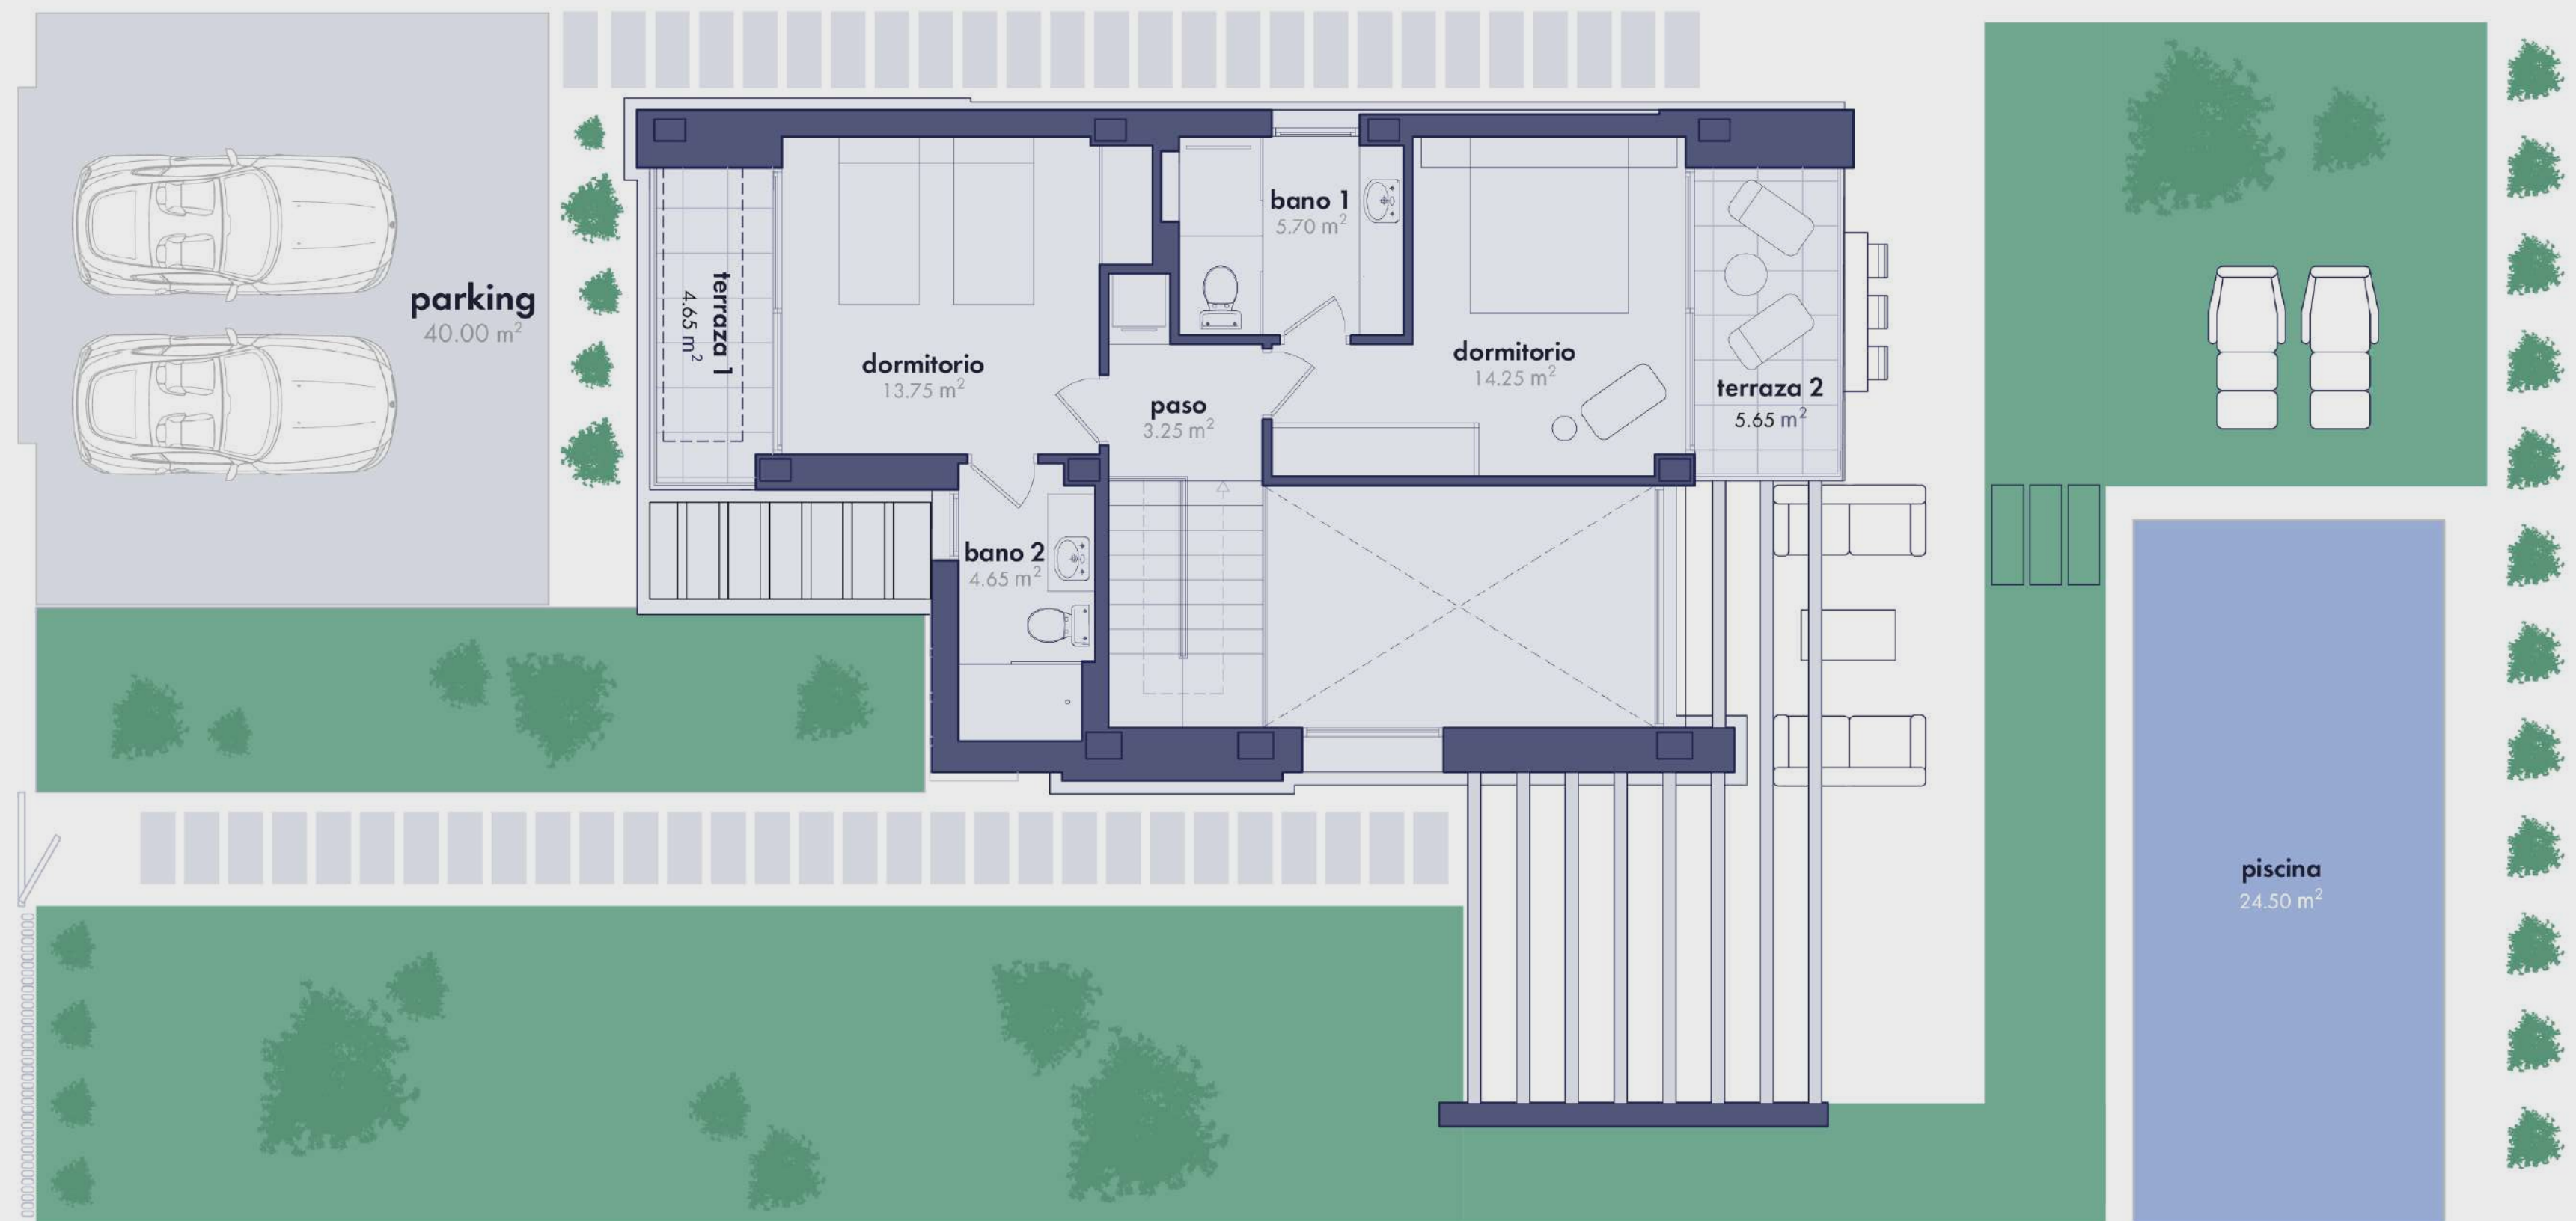 parking
40.00 m²
terraza 1
4.65 m²
dormitorio
13.75 m²
bano 1
5.70 m²
paso
3.25 m²
dormitorio
14.25 m²
terraza 2
5.65 m²
bano 2
4.65 m²
piscina
24.50 m²